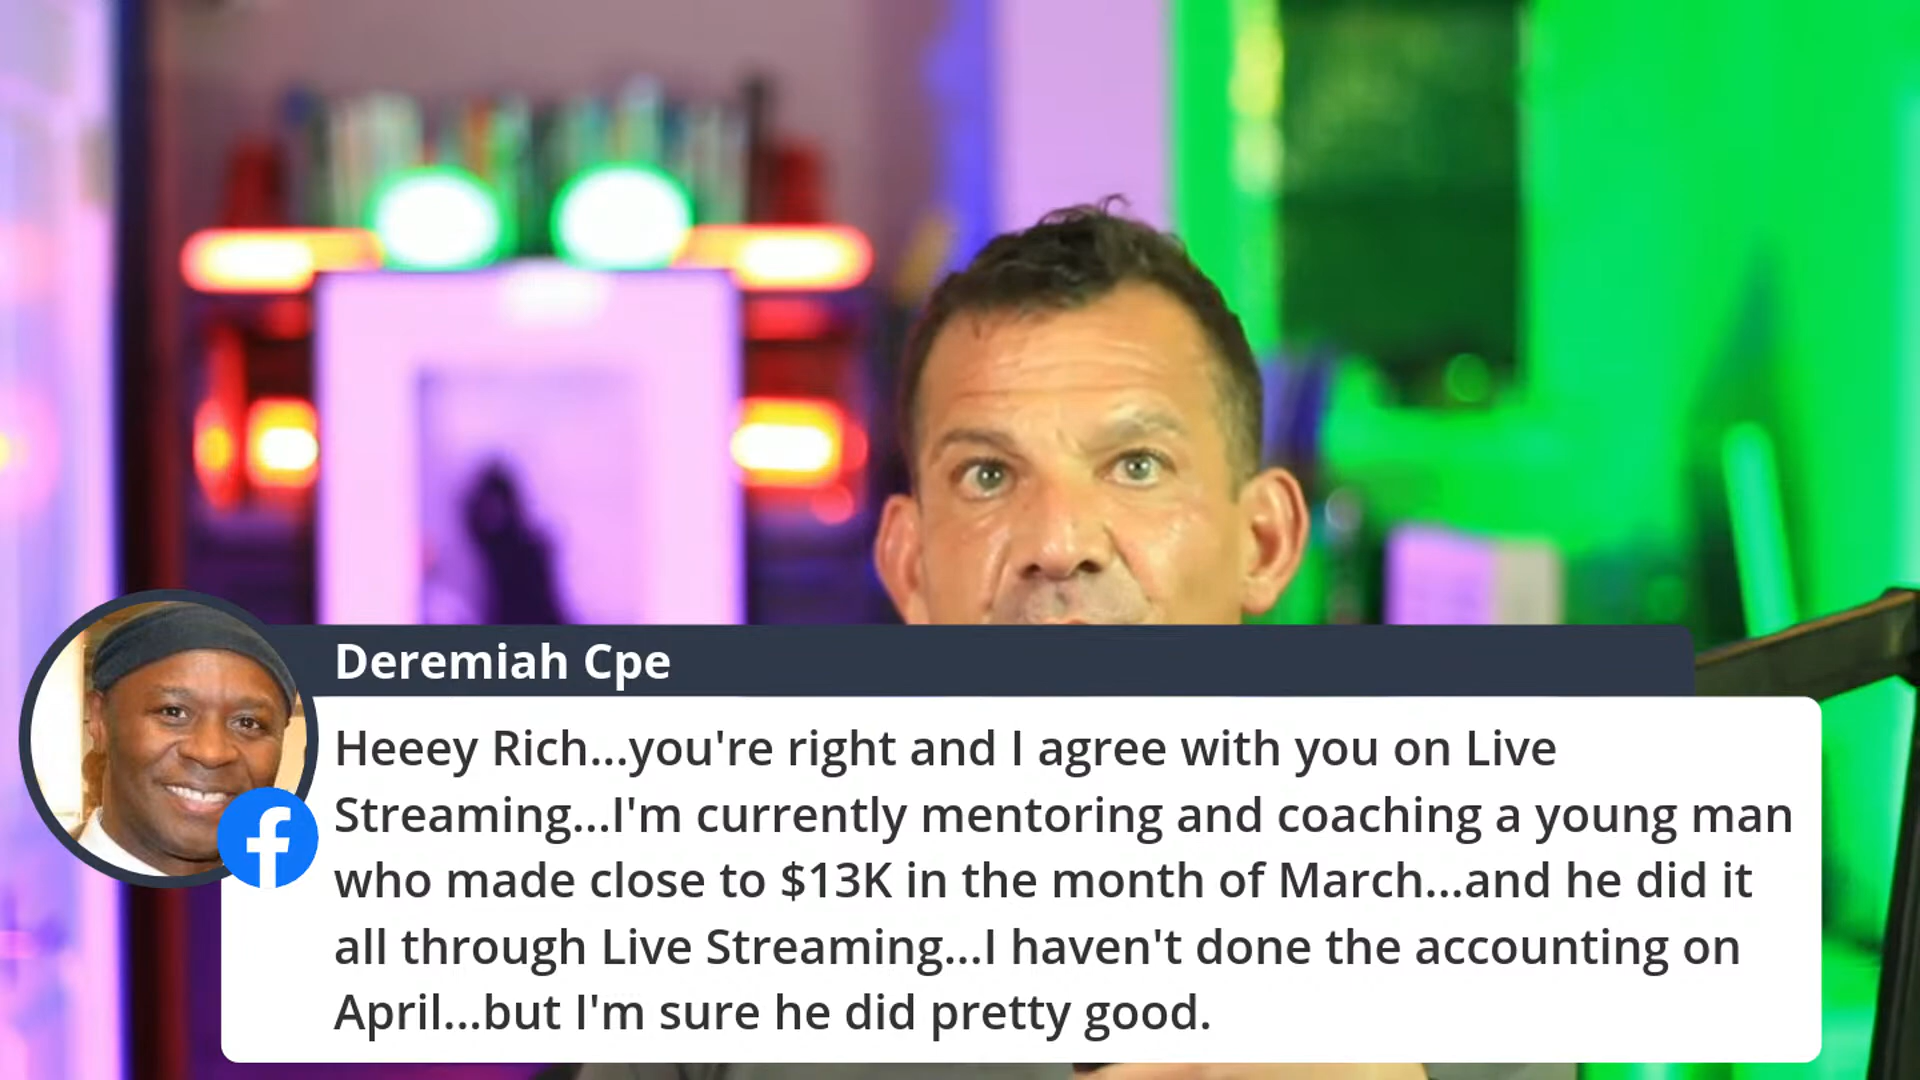 Deremiah Cpe
Heeey Rich...you're right and I agree with you on Live
Streaming...I'm currently mentoring and coaching a young man
who made close to $13K in the month of March...and he did it
all through Live Streaming...I haven't done the accounting on
April...but I'm sure he did pretty good.